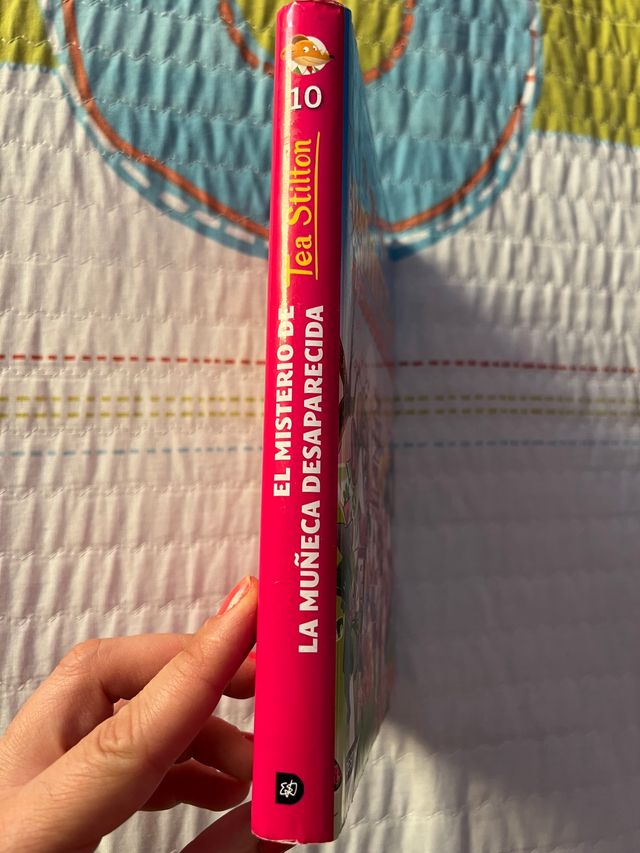 10
Tea Stilton
EL MISTERIO DE
LA MUÑECA DESAPARECIDA